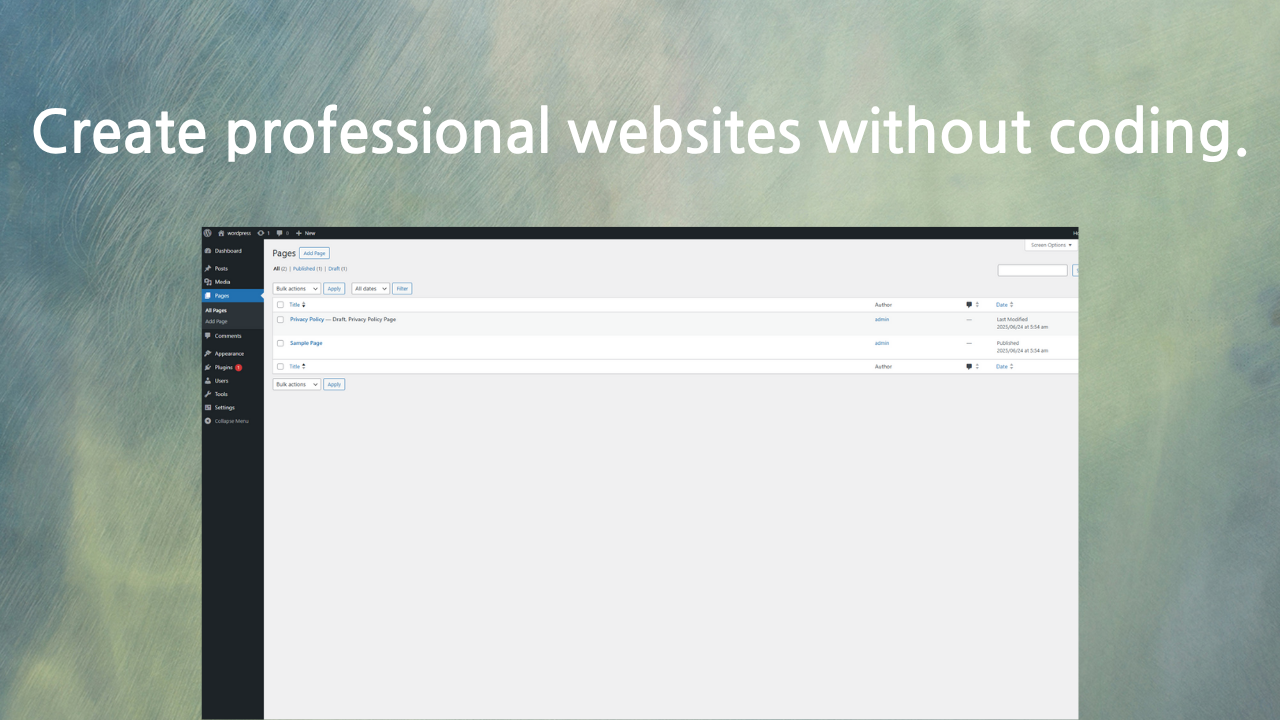 Create professional websites without coding.
wordpress 1 0 New
Dashboard
Posts
Media
Pages
All Pages
Add Page
Comments
Appearance
Plugins 1
Users
Tools
Settings
Collapse Menu
Screen Options
Pages Add Page
All (2) | Published (1) | Draft (1)
Bulk actions Apply All dates Filter
Title Author Date
Privacy Policy — Draft, Privacy Policy Page admin — Last Modified
2025/06/24 at 5:54 am
Sample Page admin — Published
2025/06/24 at 5:54 am
Title Author Date
Bulk actions Apply